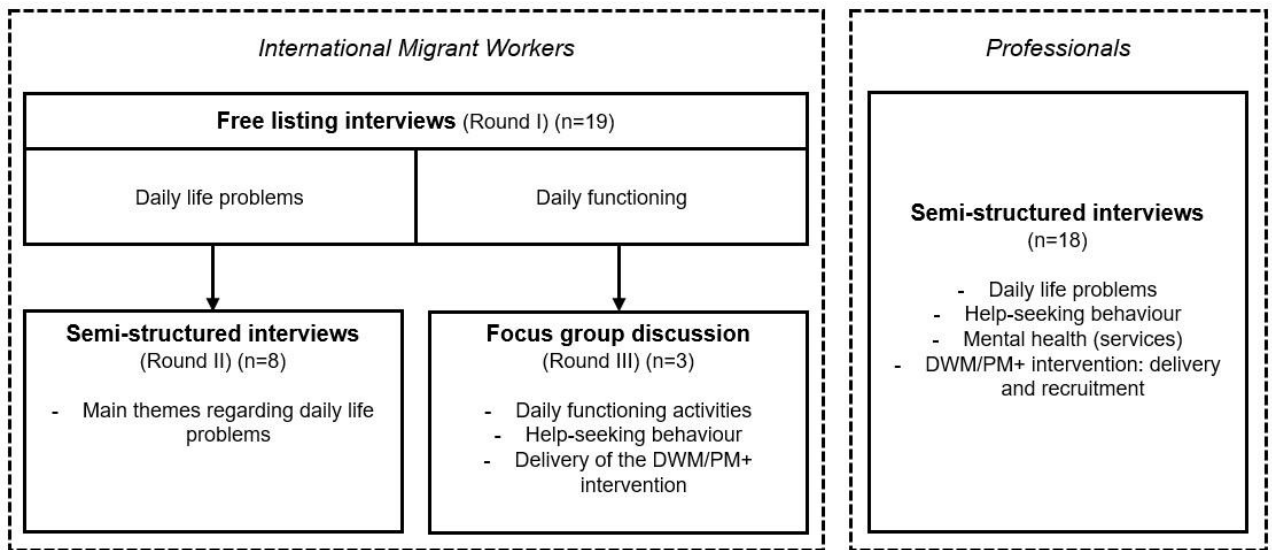 International Migrant Workers
Free listing interviews (Round I) (n=19)
Daily life problems
Daily functioning
Semi-structured interviews
(Round II) (n=8)
- Main themes regarding daily life
problems
Focus group discussion
(Round III) (n=3)
- Daily functioning activities
- Help-seeking behaviour
- Delivery of the DWM/PM+
intervention
Professionals
Semi-structured interviews
(n=18)
- Daily life problems
- Help-seeking behaviour
- Mental health (services)
- DWM/PM+ intervention: delivery
and recruitment